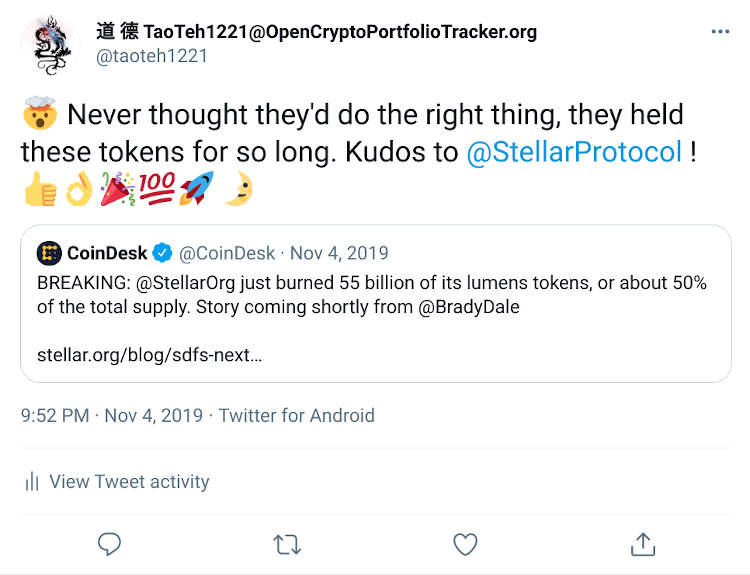 道 德 TaoTeh1221@OpenCryptoPortfolioTracker.org
@taoteh1221
🤯 Never thought they'd do the right thing, they held
these tokens for so long. Kudos to @StellarProtocol !
👍👌🎉💯🚀🌛
CoinDesk @CoinDesk · Nov 4, 2019
BREAKING: @StellarOrg just burned 55 billion of its lumens tokens, or about 50%
of the total supply. Story coming shortly from @BradyDale
stellar.org/blog/sdfs-next…
9:52 PM · Nov 4, 2019 · Twitter for Android
View Tweet activity